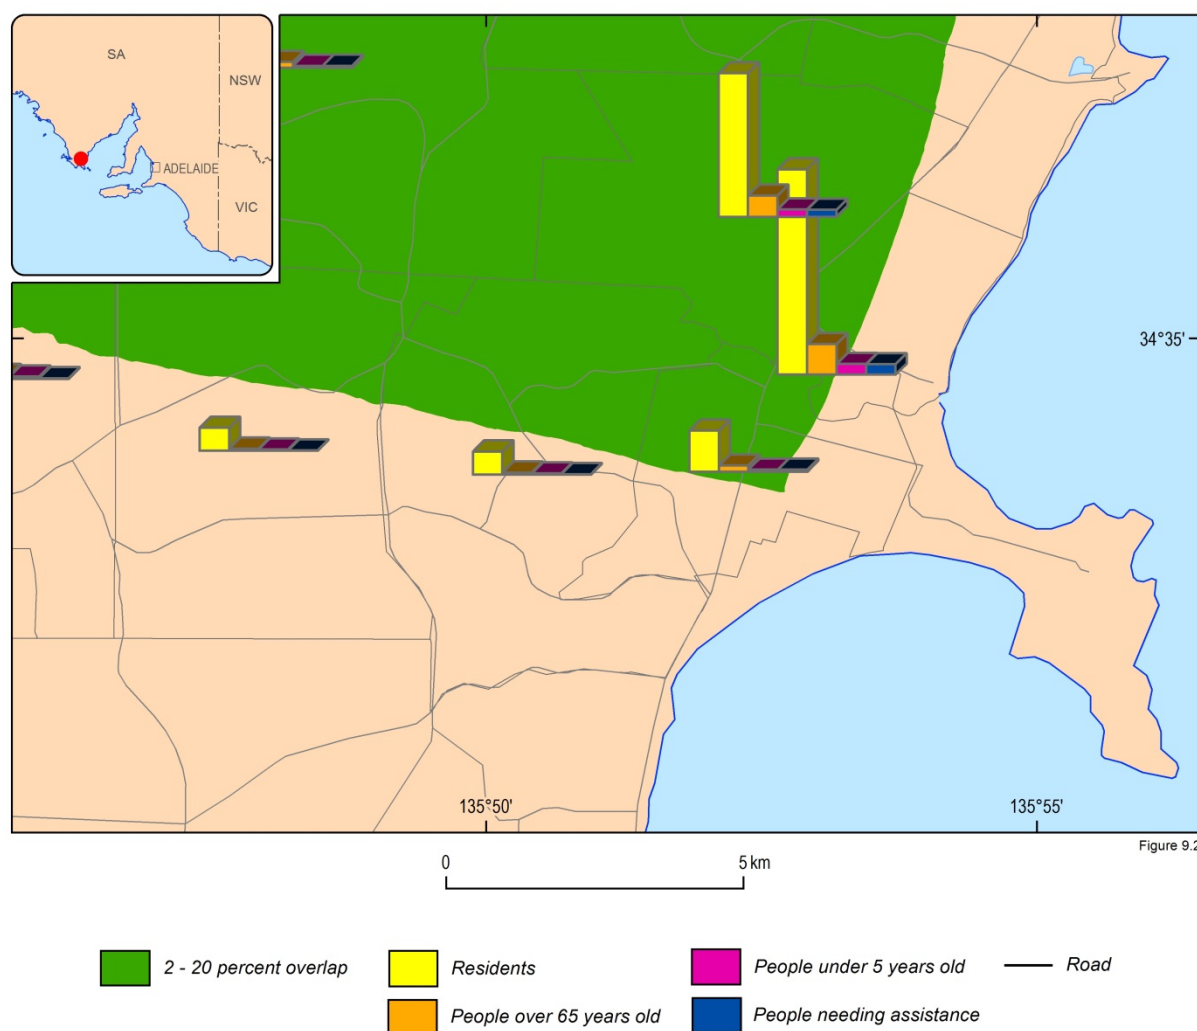 SA
NSW
ADELAIDE
VIC
34°35'
135°50'
135°55'
Figure 9.2
0
5 km
2 - 20 percent overlap
Residents
People under 5 years old
Road
People over 65 years old
People needing assistance